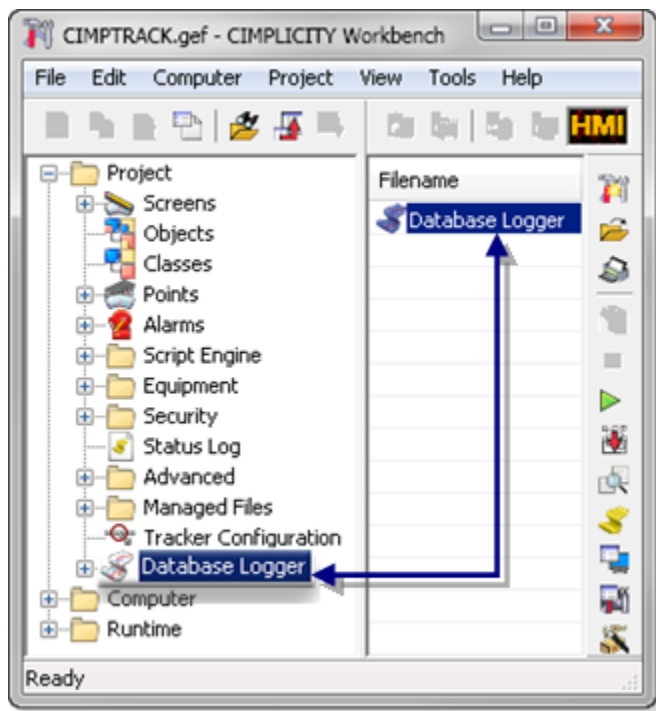 CIMPTRACK.gef - CIMPLICITY Workbench
File Edit Computer Project View Tools Help
HMI
Project
Screens
Objects
Classes
Points
Alarms
Script Engine
Equipment
Security
Status Log
Advanced
Managed Files
Tracker Configuration
Database Logger
Computer
Runtime
Filename
Database Logger
Ready